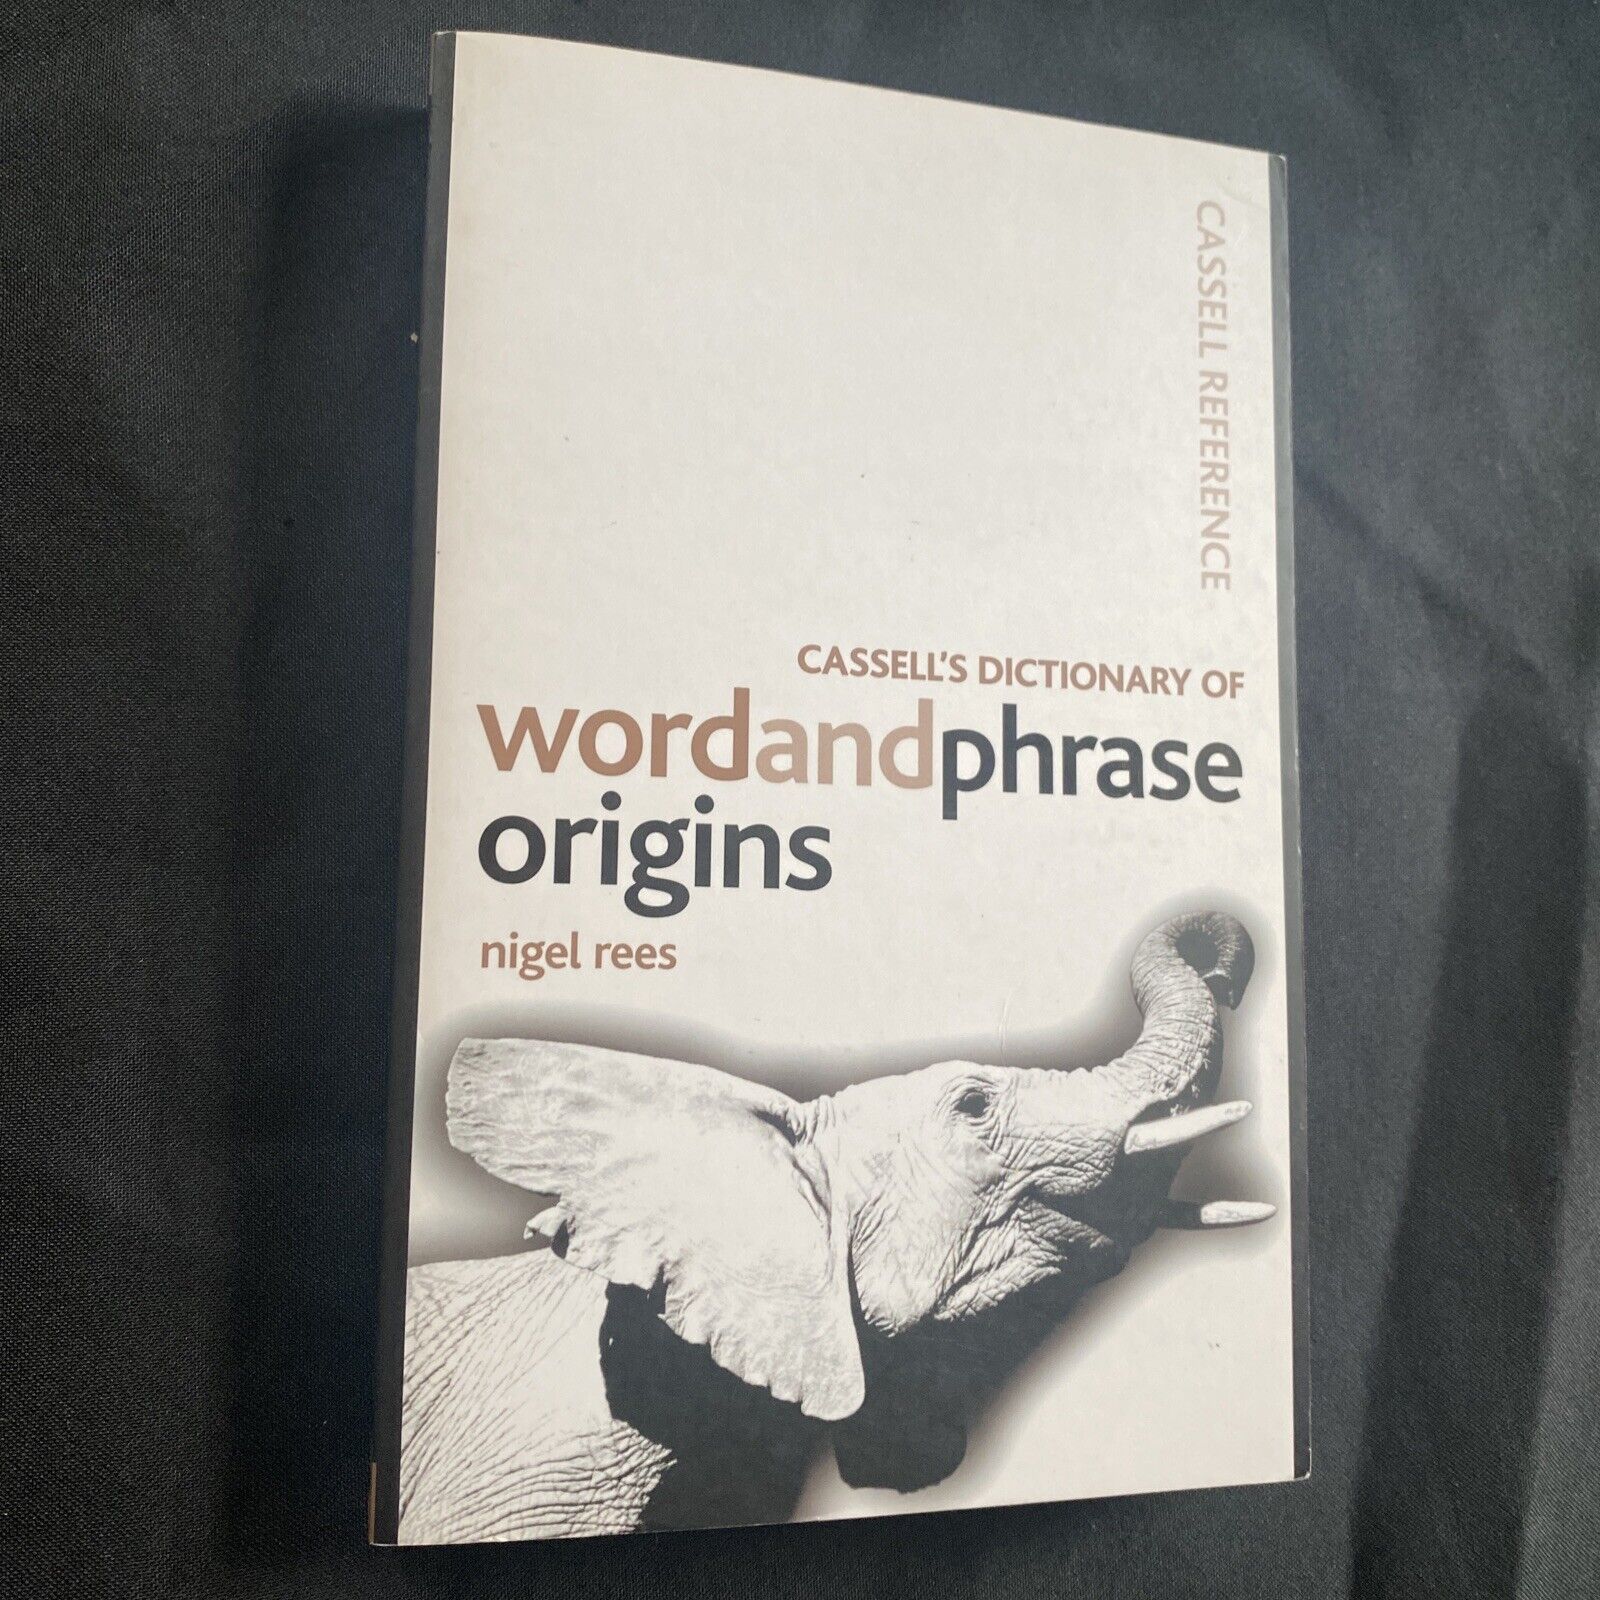 CASSELL REFERENCE
CASSELL'S DICTIONARY OF
wordandphrase
origins
nigel rees